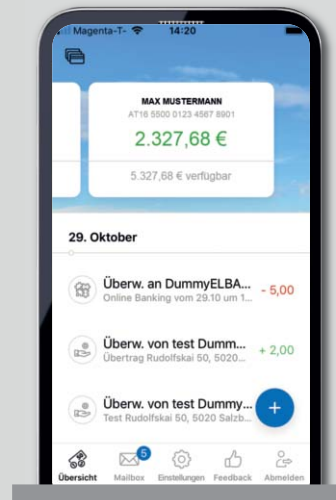 Magenta-T- 14:20
MAX MUSTERMANN
AT16 5500 0123 4567 8901
2.327,68 €
5.327,68 € verfügbar
29. Oktober
Überw. an DummyELBA... - 5,00
Online Banking vom 29.10 um 1...
Überw. von test Dumm... + 2,00
Übertrag Rudolfskai 50, 5020...
Überw. von test Dummy...
Test Rudolfskai 50, 5020 Salzb...
+
5
Übersicht Mailbox Einstellungen Feedback Abmelden